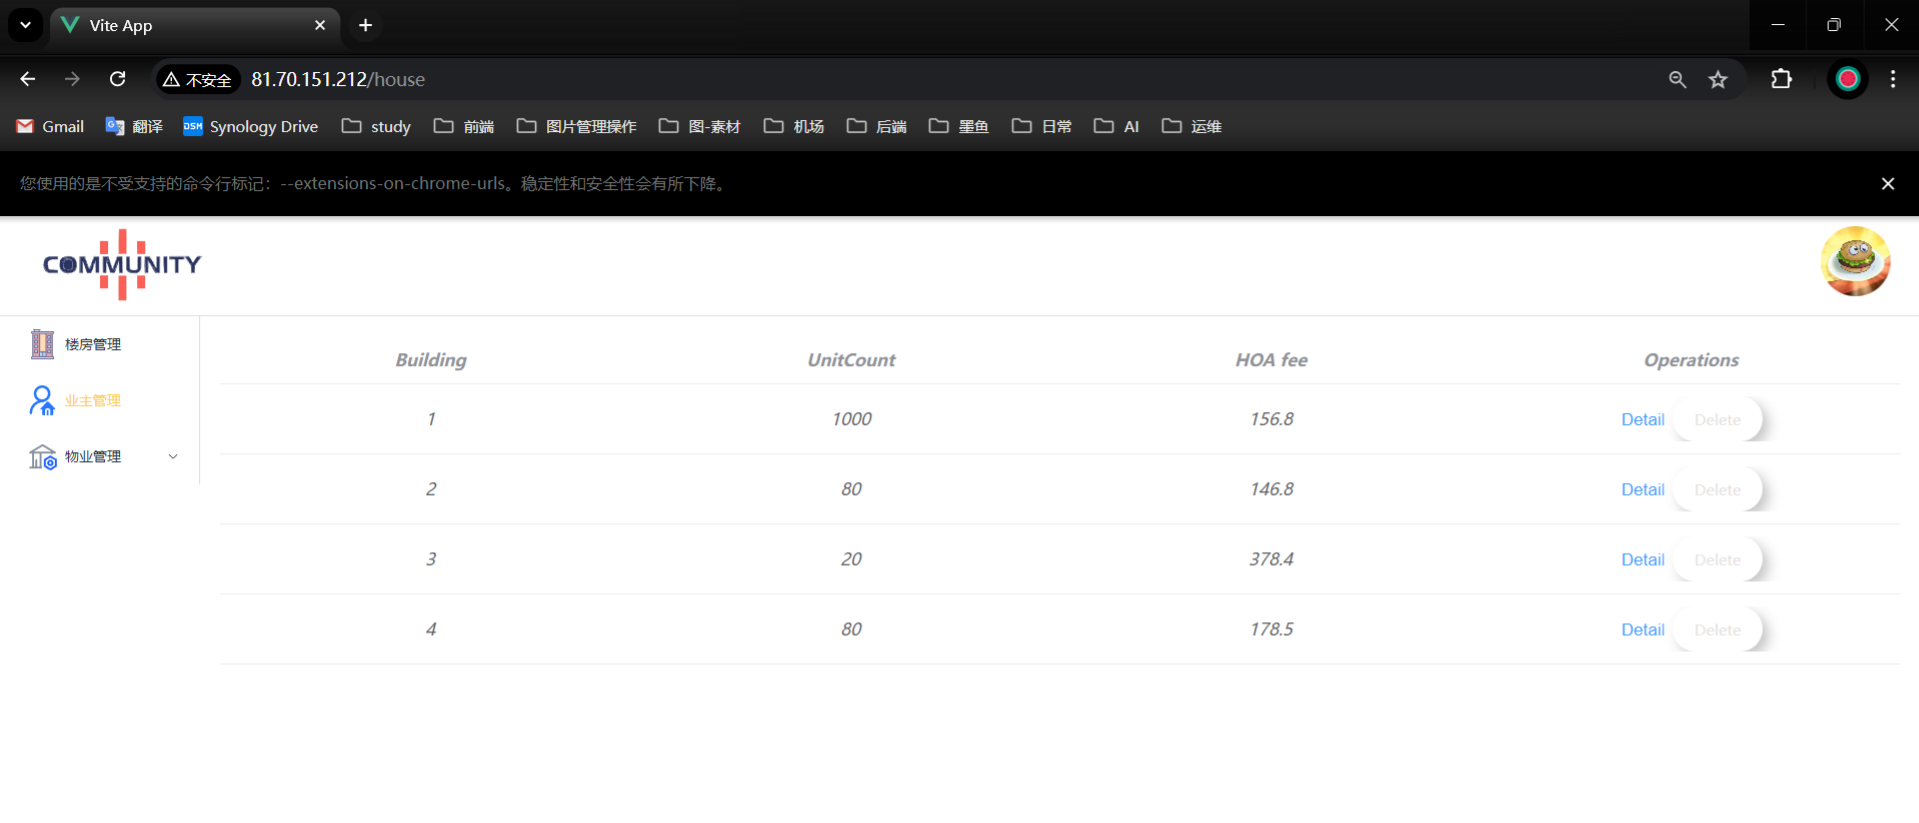 Vite App
不安全 81.70.151.212/house
Gmail 翻译 DSM Synology Drive study 前端 图片管理操作 图-素材 机场 后端 墨鱼 日常 AI 运维
您使用的是不受支持的命令行标记：--extensions-on-chrome-urls。稳定性和安全性会有所下降。
COMMUNITY
楼房管理
业主管理
物业管理
Building UnitCount HOA fee Operations
1 1000 156.8 Detail Delete
2 80 146.8 Detail Delete
3 20 378.4 Detail Delete
4 80 178.5 Detail Delete